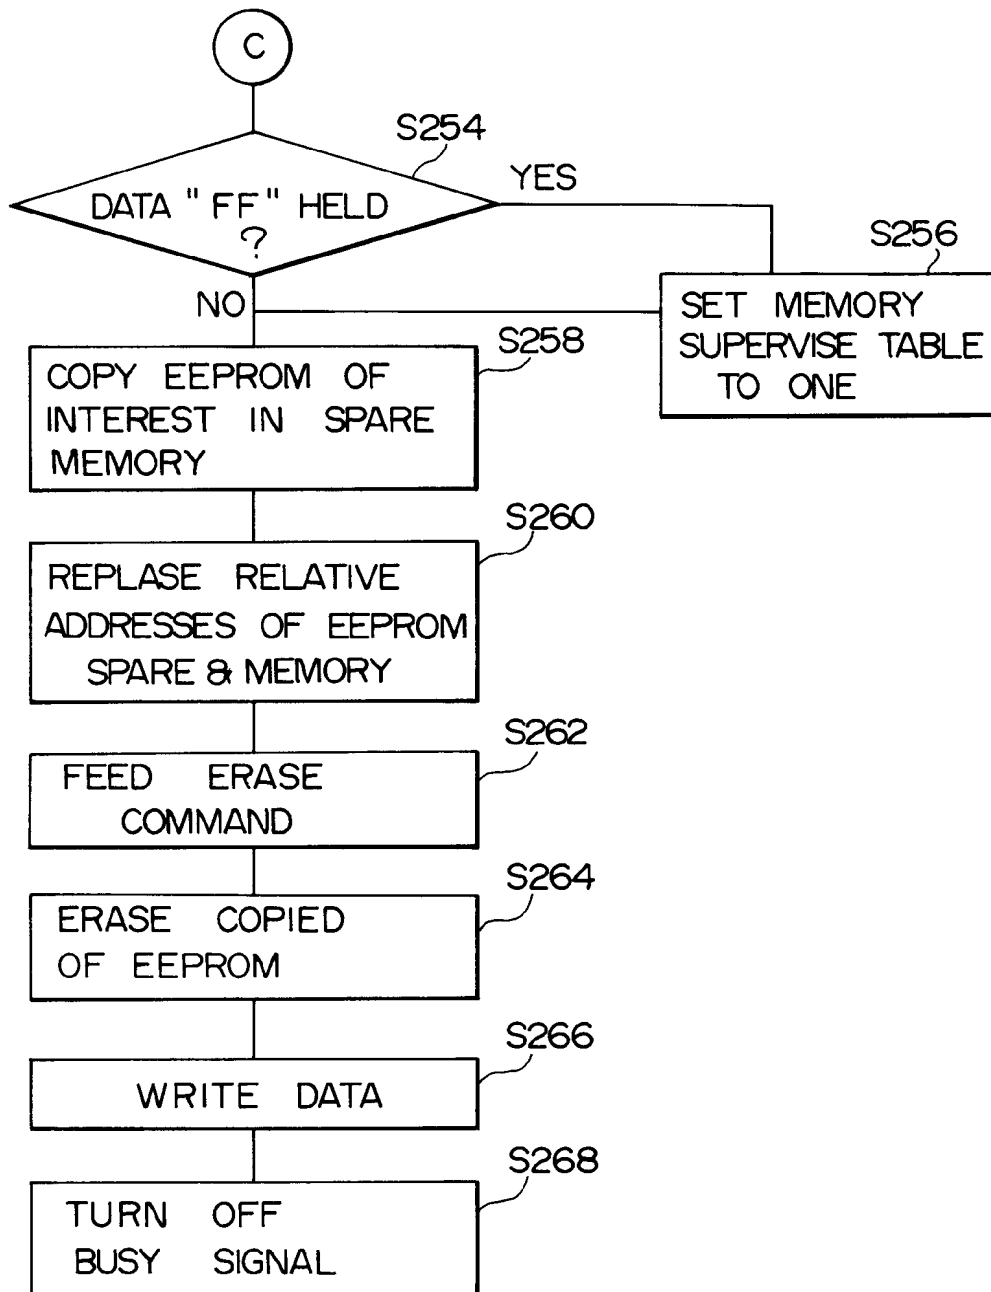 C
S254
DATA "FF" HELD
?
YES
NO
S256
SET MEMORY
SUPERVISE TABLE
TO ONE
S258
COPY EEPROM OF
INTEREST IN SPARE
MEMORY
S260
REPLASE RELATIVE
ADDRESSES OF EEPROM
SPARE & MEMORY
S262
FEED ERASE
COMMAND
S264
ERASE COPIED
OF EEPROM
S266
WRITE DATA
S268
TURN OFF
BUSY SIGNAL